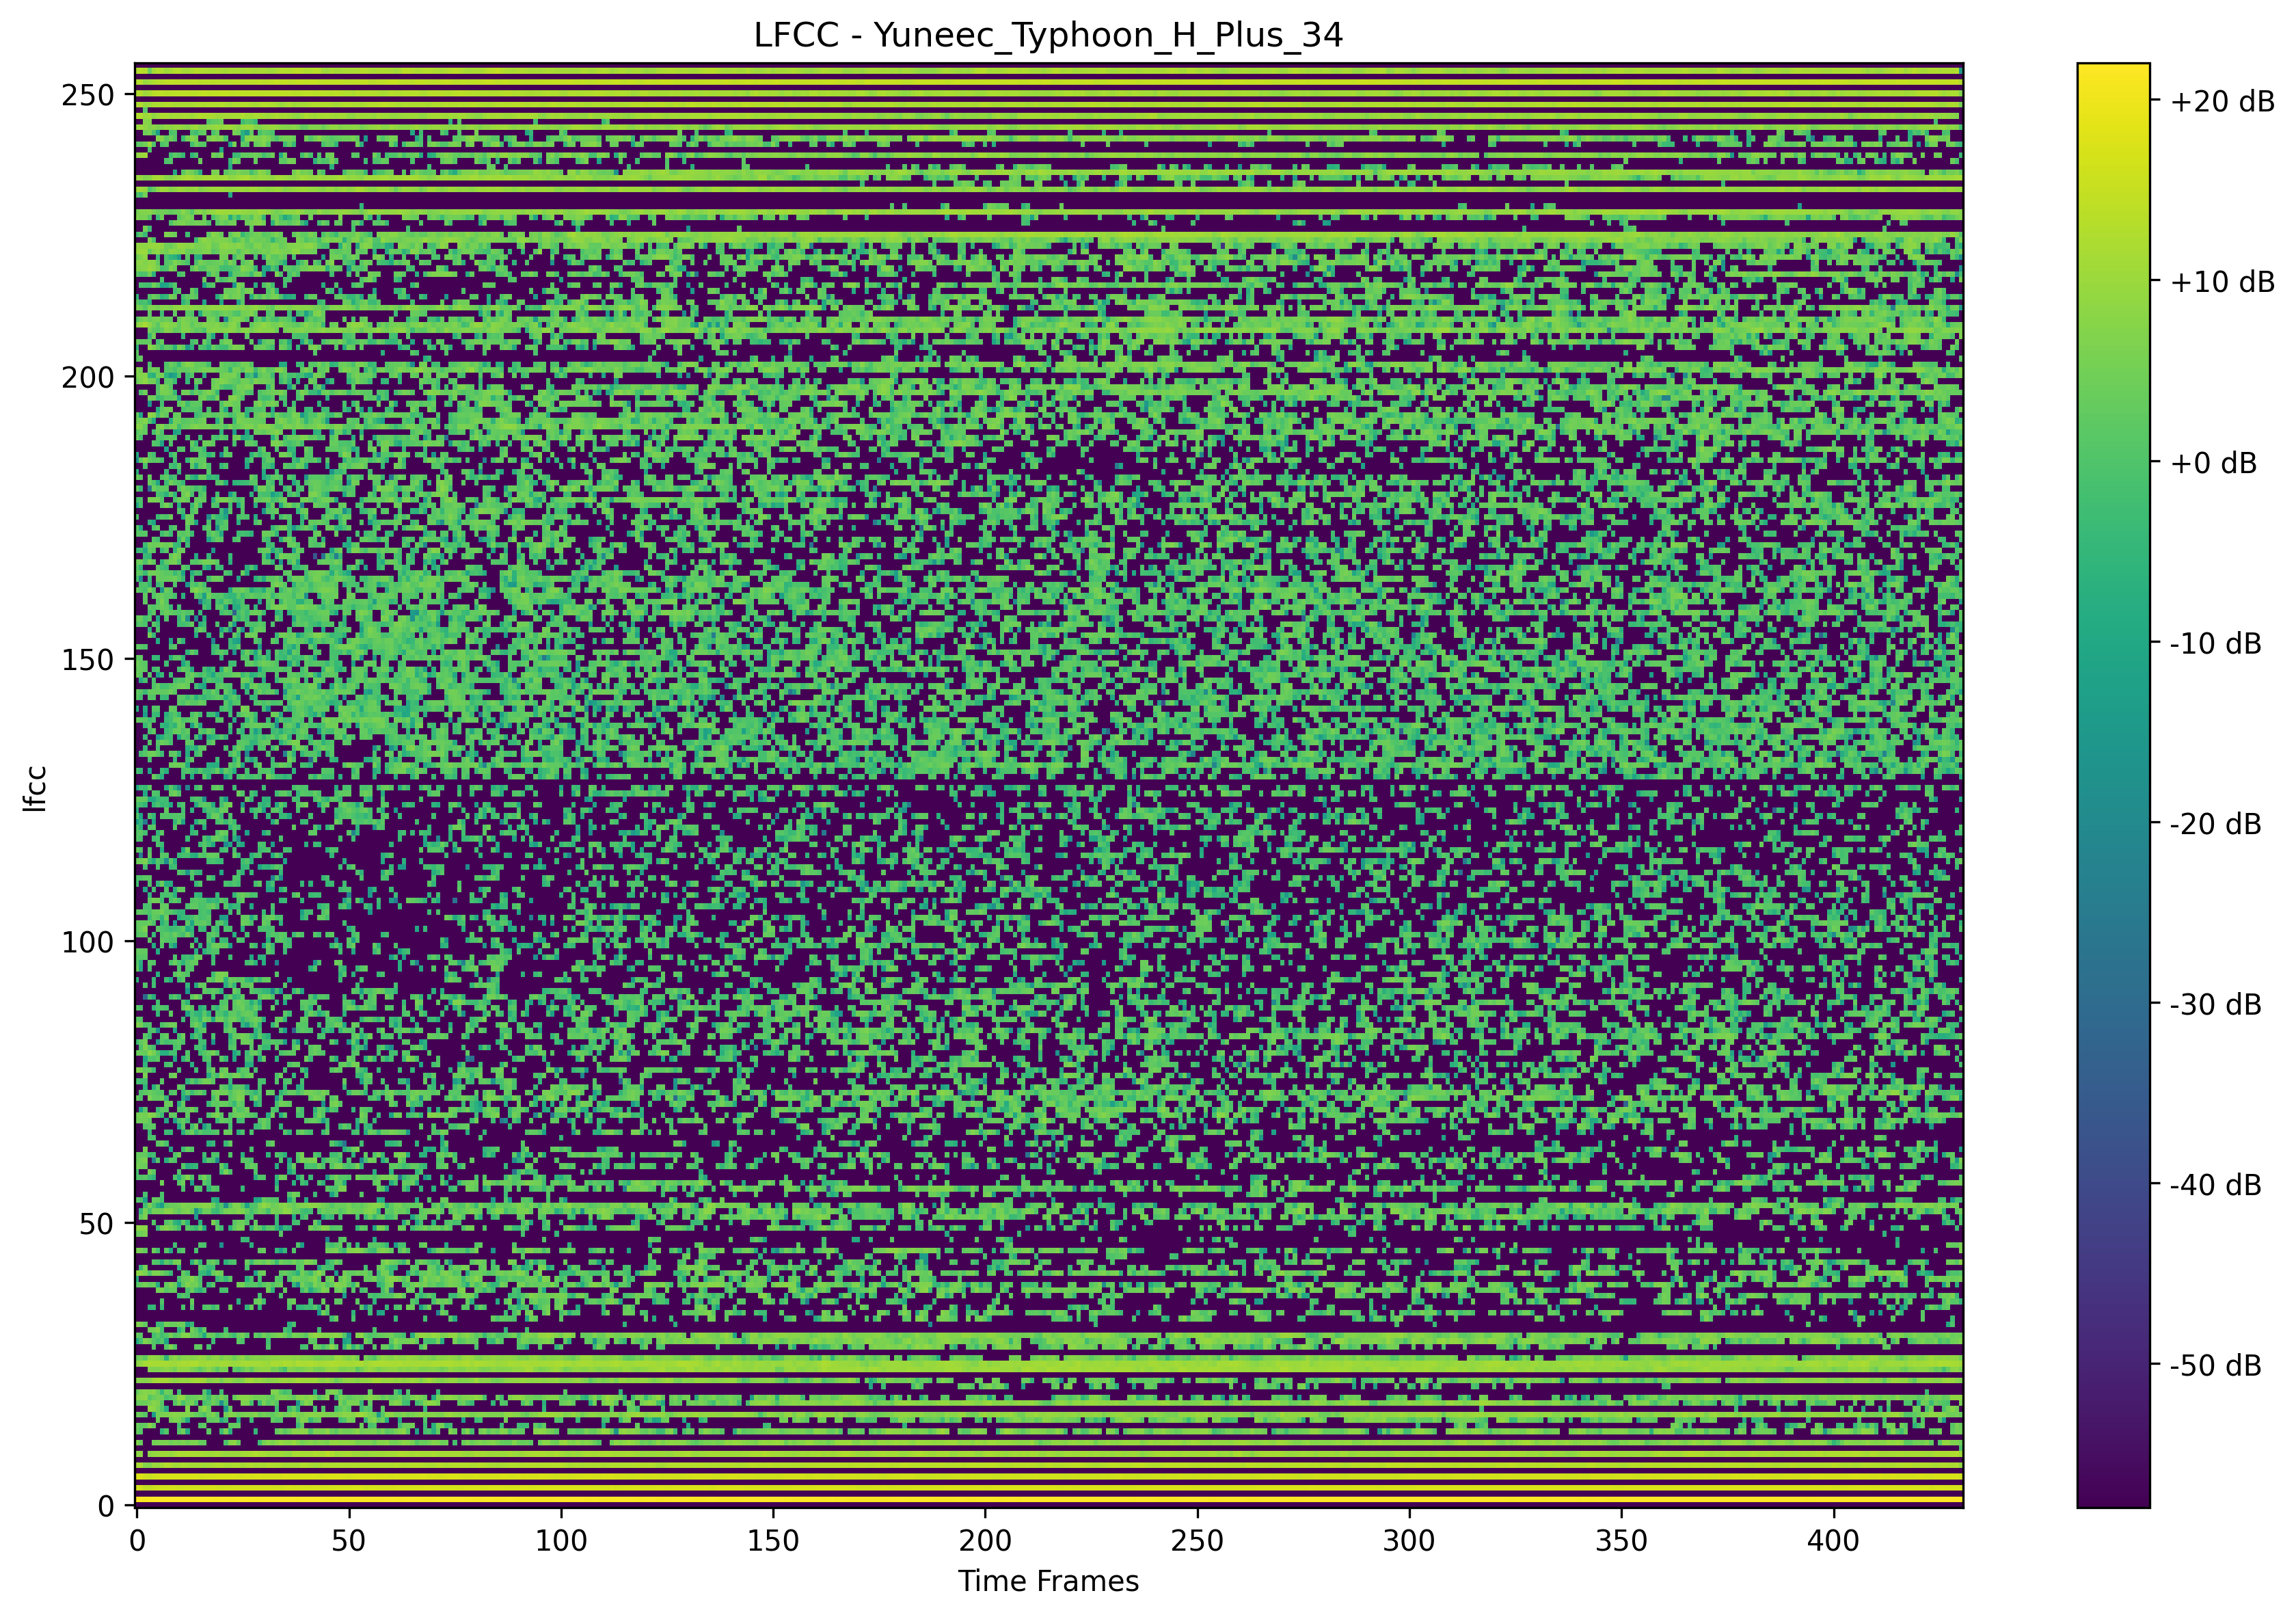 LFCC - Yuneec_Typhoon_H_Plus_34
250
200
150
100
50
0
lfcc
0 50 100 150 200 250 300 350 400
Time Frames
+20 dB
+10 dB
+0 dB
-10 dB
-20 dB
-30 dB
-40 dB
-50 dB